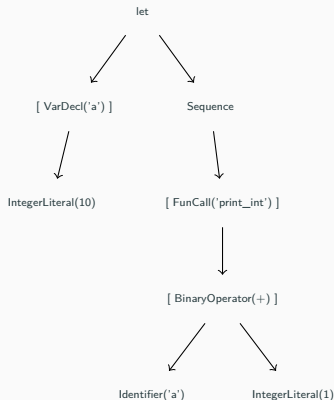 let
[ VarDecl('a') ]
Sequence
IntegerLiteral(10)
[ FunCall('print_int') ]
[ BinaryOperator(+) ]
Identifier('a')
IntegerLiteral(1)